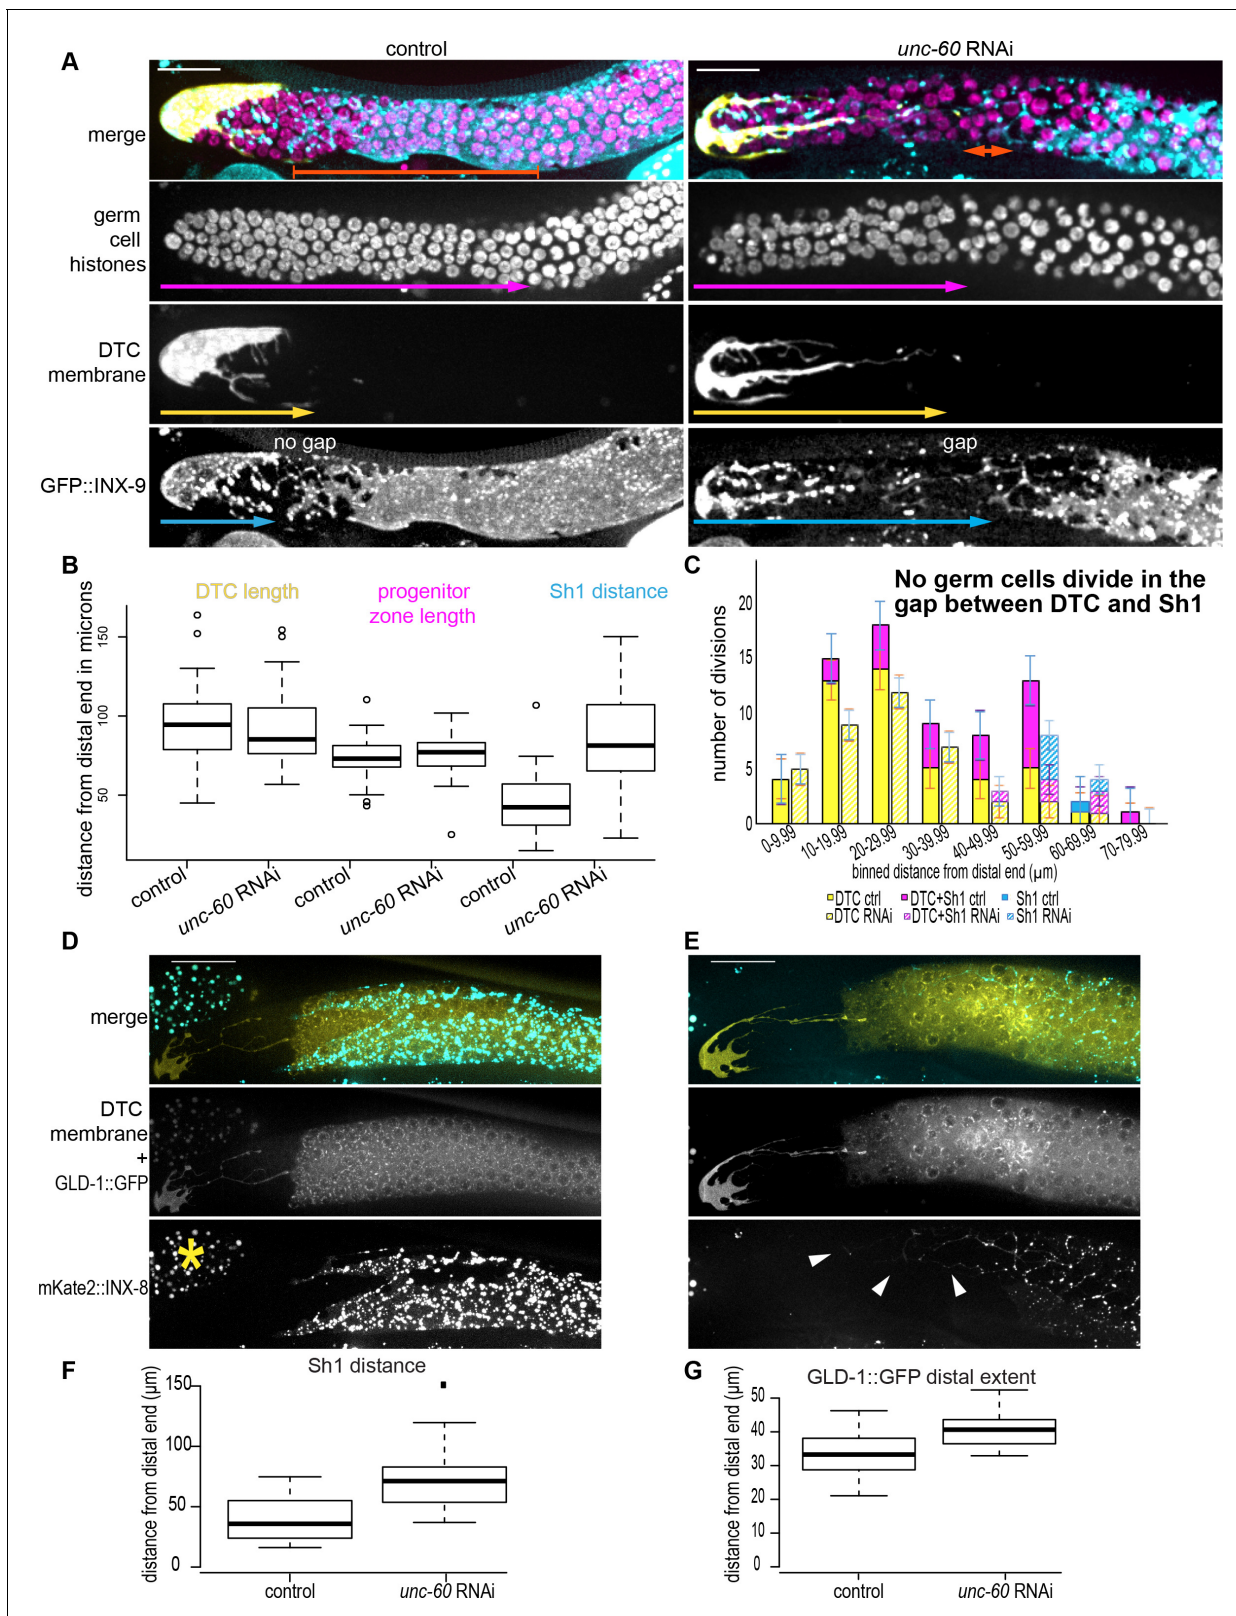 control
unc-60 RNAi
A
merge
germ
cell
histones
DTC
membrane
no gap
gap
GFP::INX-9
B
DTC length
progenitor
zone length
Sh1 distance
distance from distal end in microns
150
100
50
control
unc-60 RNAi
control
unc-60 RNAi
control
unc-60 RNAi
C
No germ cells divide in the
gap between DTC and Sh1
number of divisions
20
15
10
5
0
0-9.99
10-19.99
20-29.99
30-39.99
40-49.99
50-59.99
60-69.99
70-79.99
binned distance from distal end (µm)
DTC ctrl
DTC+Sh1 ctrl
Sh1 ctrl
DTC RNAi
DTC+Sh1 RNAi
Sh1 RNAi
D
merge
DTC
membrane
+
GLD-1::GFP
*
mKate2::INX-8
E
F
Sh1 distance
distance from distal end (µm)
150
100
50
0
control
unc-60 RNAi
G
GLD-1::GFP distal extent
distance from distal end (µm)
50
40
30
20
10
0
control
unc-60 RNAi